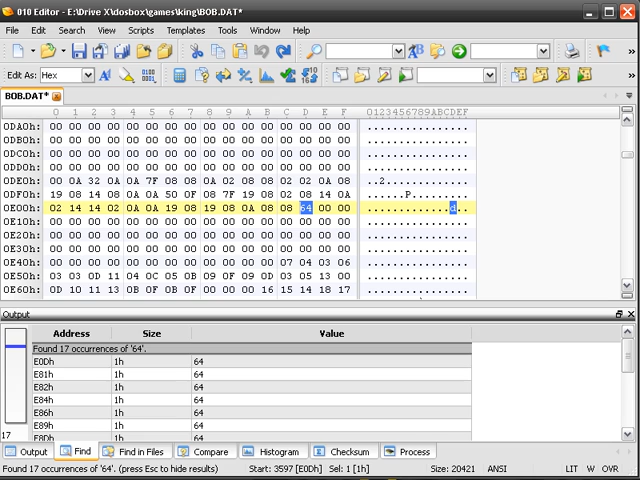 010 Editor - E:\Drive X\dosbox\games\king\BOB.DAT*
File Edit Search View Scripts Templates Tools Window Help
Edit As: Hex
BOB.DAT*
0 1 2 3 4 5 6 7 8 9 A B C D E F 0123456789ABCDEF
0DA0h: 00 00 00 00 00 00 00 00 00 00 00 00 00 00 00 00 ................
0DB0h: 00 00 00 00 00 00 00 00 00 00 00 00 00 00 00 00 ................
0DC0h: 00 00 00 00 00 00 00 00 00 00 00 00 00 00 00 00 ................
0DD0h: 00 00 00 00 00 00 00 00 00 00 00 00 00 00 00 00 ................
0DE0h: 00 0A 32 0A 0A 7F 08 08 0A 02 08 08 02 02 0A 08 ..2.............
0DF0h: 19 08 14 08 0A 0A 50 0F 08 7F 19 08 02 08 14 0A ......P.........
0E00h: 02 14 14 02 0A 0A 19 08 19 08 0A 08 08 64 00 00 .............d..
0E10h: 00 00 00 00 00 00 00 00 00 00 00 00 00 00 00 00 ................
0E20h: 00 00 00 00 00 00 00 00 00 00 00 00 00 00 00 00 ................
0E30h: 00 00 00 00 00 00 00 00 00 00 00 00 00 00 00 00 ................
0E40h: 00 00 00 00 00 00 00 00 00 00 00 00 07 04 03 06 ................
0E50h: 03 03 0D 11 04 0C 05 0B 09 0F 09 0D 03 05 13 00 ................
0E60h: 0D 10 11 13 0B 0F 0B 0F 00 00 00 16 15 14 18 17 ................
Output
Address Size Value
Found 17 occurrences of '64'.
E0Dh 1h 64
E81h 1h 64
E82h 1h 64
E84h 1h 64
E86h 1h 64
E89h 1h 64
E8Dh 1h 64
17
Output Find Find in Files Compare Histogram Checksum Process
Found 17 occurrences of '64'. (press Esc to hide results) Start: 3597 [E0Dh] Sel: 1 [1h] Size: 20421 ANSI LIT W OVR